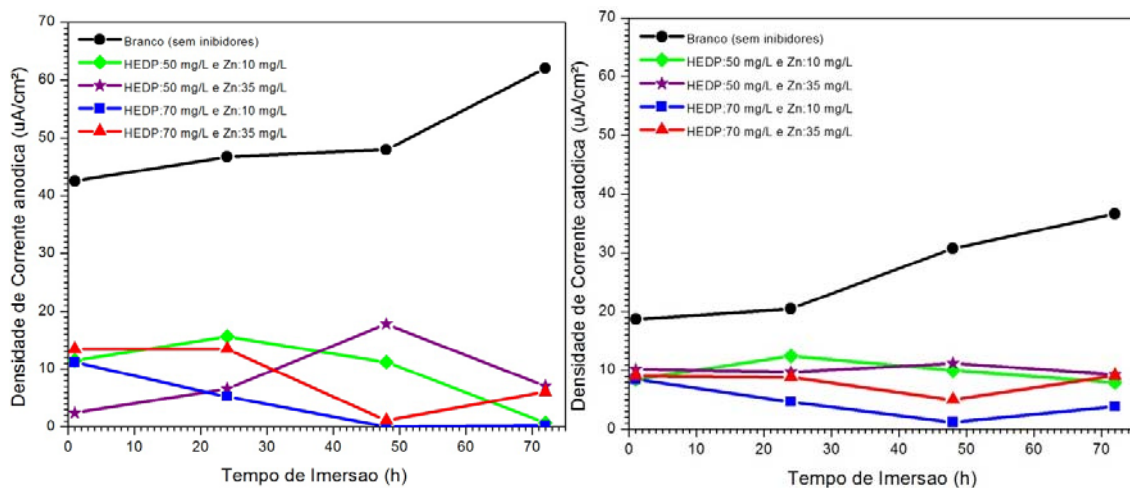 70
60
50
40
30
20
10
0
Densidade de Corrente anodica (uA/cm²)
Branco (sem inibidores)
HEDP:50 mg/L e Zn:10 mg/L
HEDP:50 mg/L e Zn:35 mg/L
HEDP:70 mg/L e Zn:10 mg/L
HEDP:70 mg/L e Zn:35 mg/L
0 10 20 30 40 50 60 70
Tempo de Imersao (h)
70
60
50
40
30
20
10
0
Densidade de Corrente catodica (uA/cm²)
Branco (sem inibidores)
HEDP:50 mg/L e Zn:10 mg/L
HEDP:50 mg/L e Zn:35 mg/L
HEDP:70 mg/L e Zn:10 mg/L
HEDP:70 mg/L e Zn:35 mg/L
0 10 20 30 40 50 60 70
Tempo de Imersao (h)